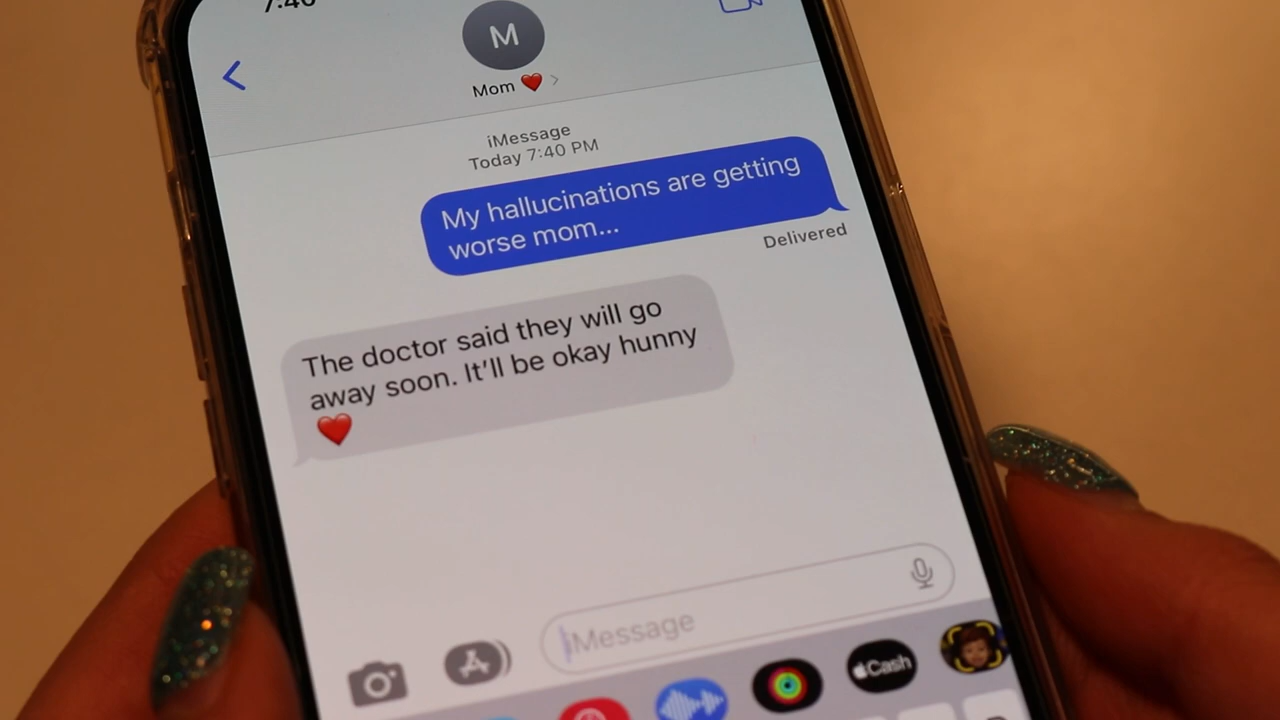 7:40
M
Mom ❤️ >
iMessage
Today 7:40 PM
My hallucinations are getting
worse mom...
Delivered
The doctor said they will go
away soon. It'll be okay hunny
❤️
iMessage
Cash